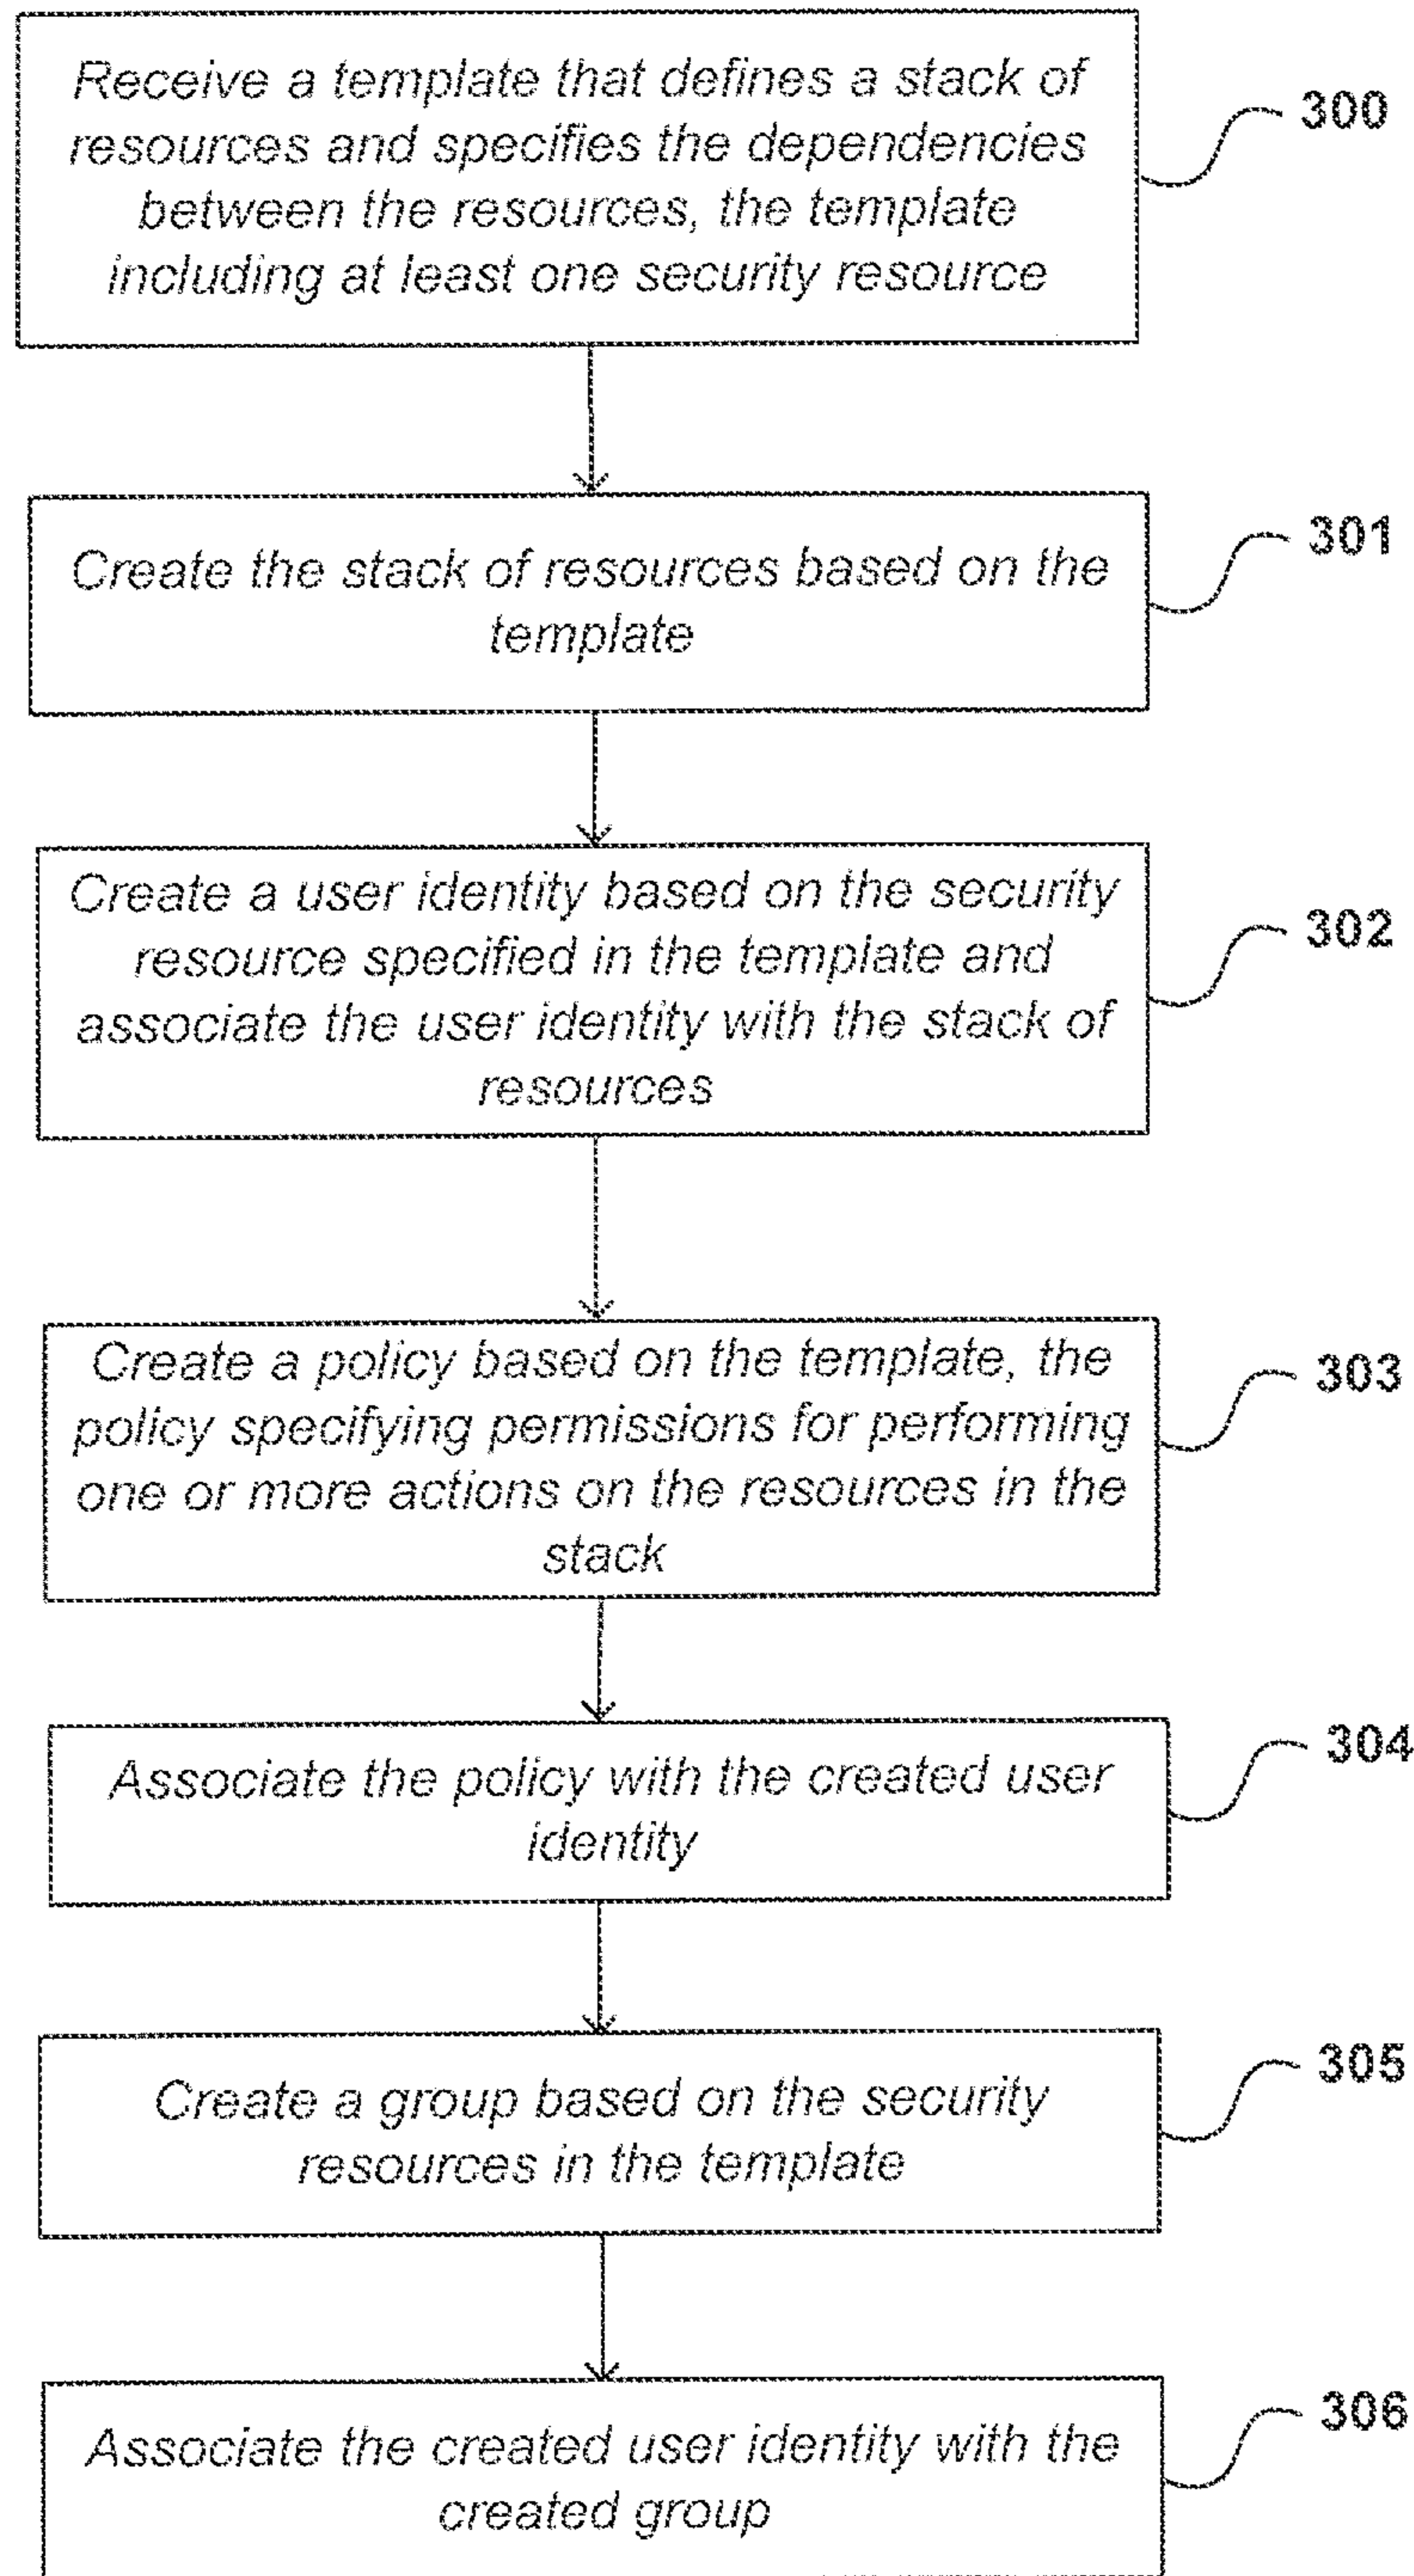 Receive a template that defines a stack of
resources and specifies the dependencies
between the resources, the template
including at least one security resource
300
Create the stack of resources based on the
template
301
Create a user identity based on the security
resource specified in the template and
associate the user identity with the stack of
resources
302
Create a policy based on the template, the
policy specifying permissions for performing
one or more actions on the resources in the
stack
303
Associate the policy with the created user
identity
304
Create a group based on the security
resources in the template
305
Associate the created user identity with the
created group
306